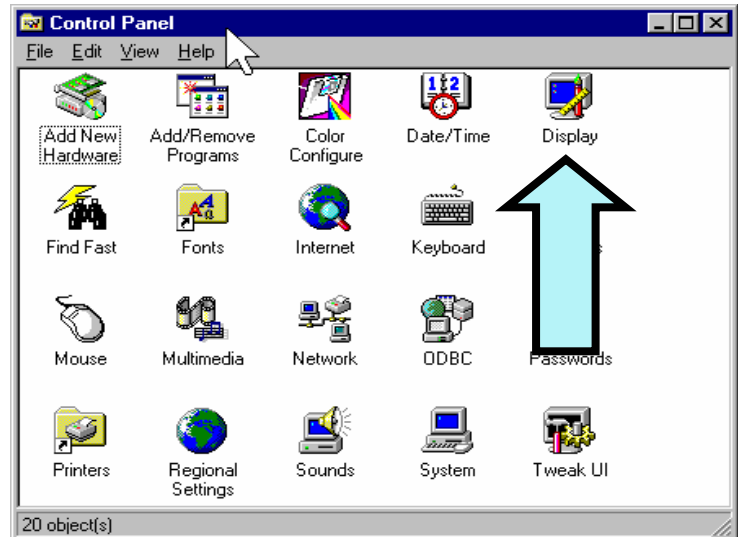 Control Panel
File Edit View Help
Add New Hardware
Add/Remove Programs
Color Configure
Date/Time
Display
Find Fast
Fonts
Internet
Keyboard
Mouse
Multimedia
Network
ODBC
Passwords
Printers
Regional Settings
Sounds
System
Tweak UI
20 object(s)